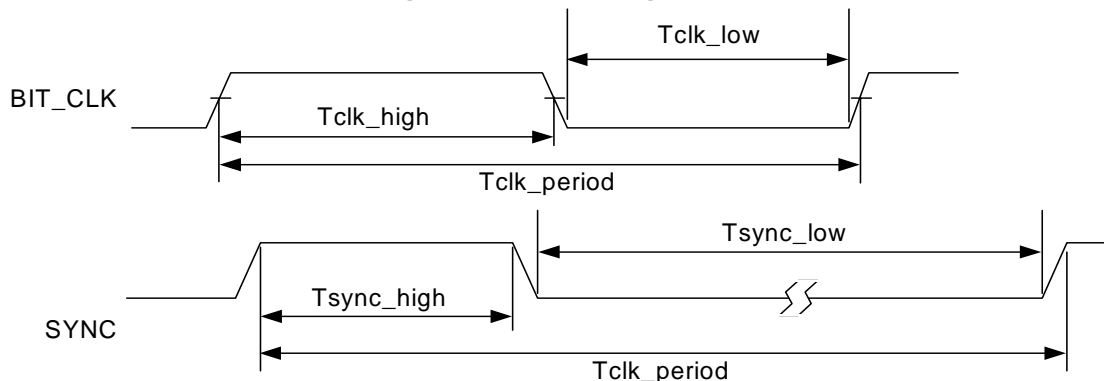 Tclk_low
BIT_CLK
Tclk_high
Tclk_period
Tsync_low
Tsync_high
SYNC
Tclk_period